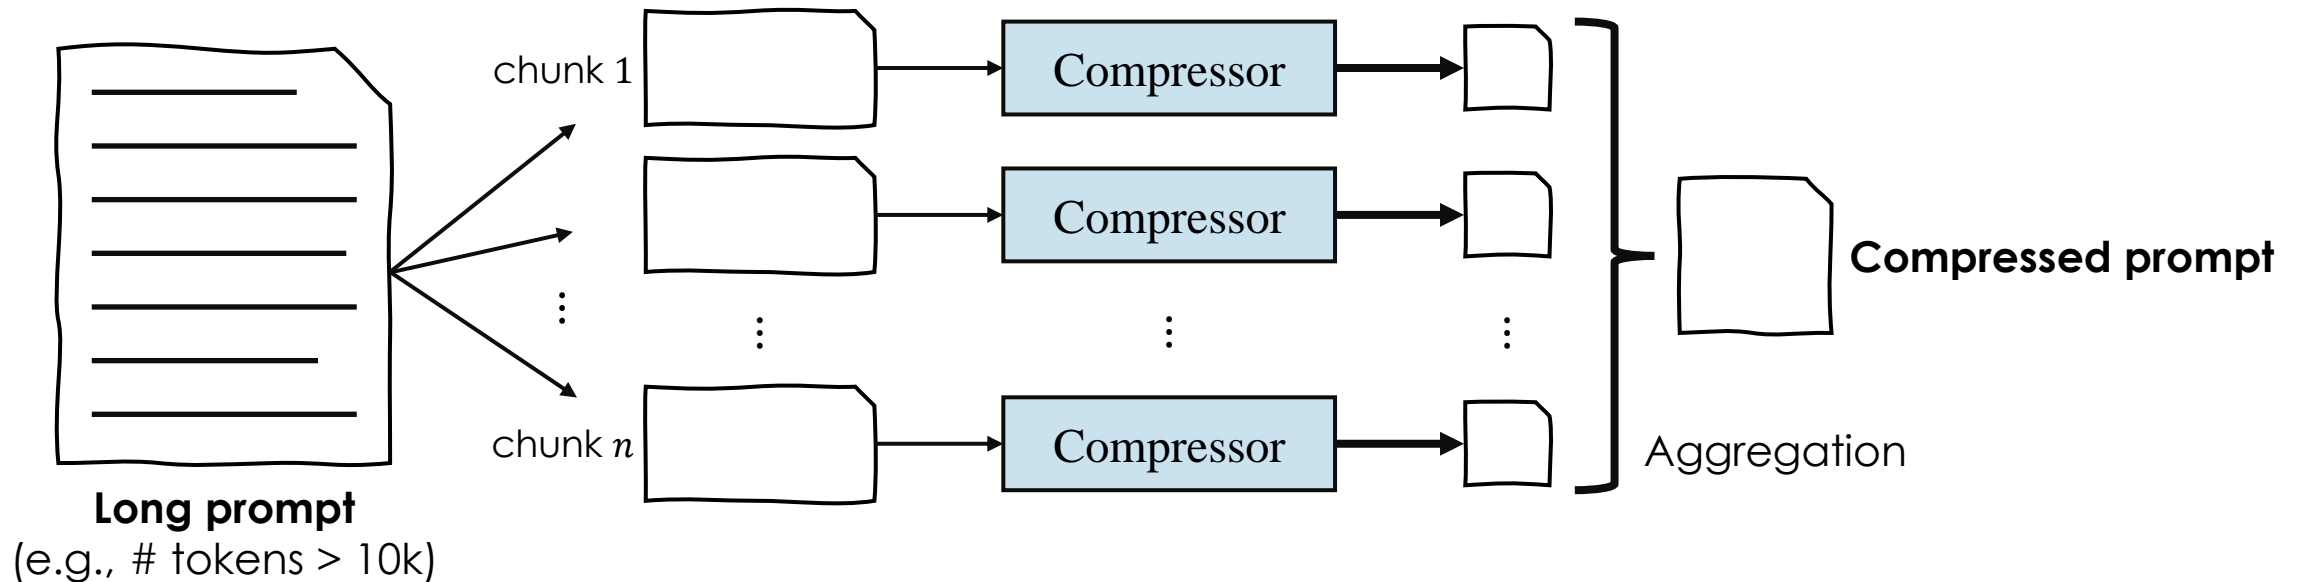 chunk 1
Compressor
Compressor
Compressed prompt
chunk n
Compressor
Aggregation
Long prompt
(e.g., # tokens > 10k)